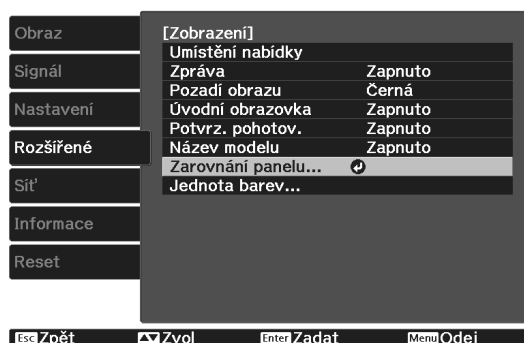 Obraz
Signál
Nastavení
Rozšířené
Síť
Informace
Reset
[Zobrazení]
Umístění nabídky
Zpráva Zapnuto
Pozadí obrazu Černá
Úvodní obrazovka Zapnuto
Potvrz. pohotov. Zapnuto
Název modelu Zapnuto
Zarovnání panelu...
Jednota barev...
Esc Zpět Zvol Enter Zadat Menu Odej